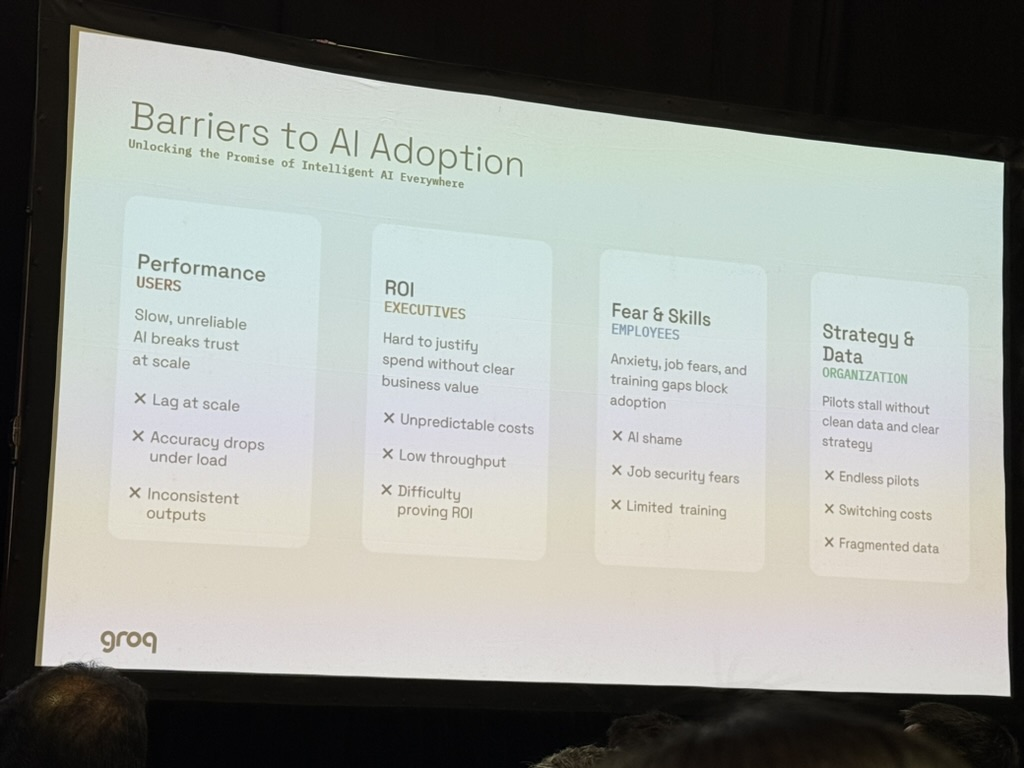 Barriers to AI Adoption
Unlocking the Promise of Intelligent AI Everywhere
Performance
USERS
Slow, unreliable
AI breaks trust
at scale
✕ Lag at scale
✕ Accuracy drops
under load
✕ Inconsistent
outputs
ROI
EXECUTIVES
Hard to justify
spend without clear
business value
✕ Unpredictable costs
✕ Low throughput
✕ Difficulty
proving ROI
Fear & Skills
EMPLOYEES
Anxiety, job fears, and
training gaps block
adoption
✕ AI shame
✕ Job security fears
✕ Limited training
Strategy &
Data
ORGANIZATION
Pilots stall without
clean data and clear
strategy
✕ Endless pilots
✕ Switching costs
✕ Fragmented data
groq